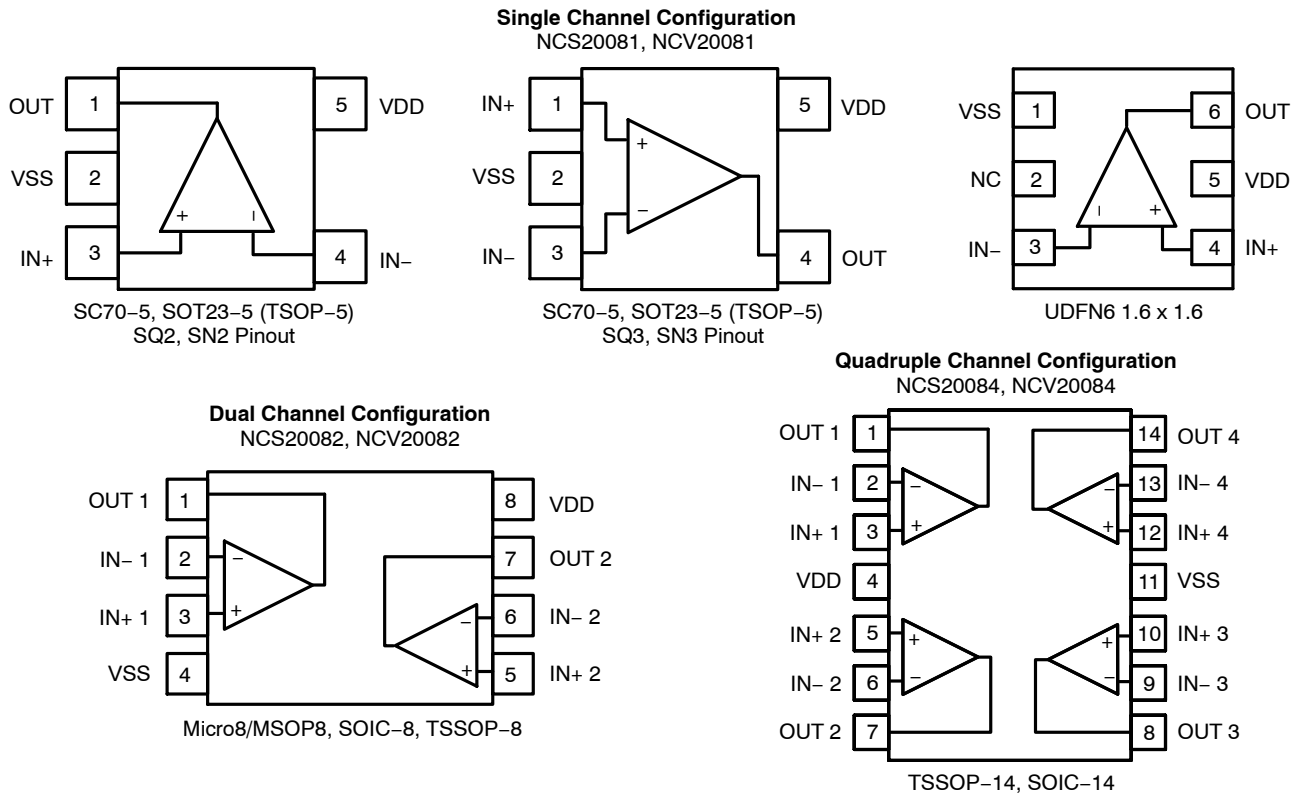 Single Channel Configuration
NCS20081, NCV20081
OUT 1
5 VDD
VSS 2
IN+ 3
4 IN−
+ −
SC70−5, SOT23−5 (TSOP−5)
SQ2, SN2 Pinout
IN+ 1
5 VDD
VSS 2
IN− 3
4 OUT
+
−
SC70−5, SOT23−5 (TSOP−5)
SQ3, SN3 Pinout
VSS 1
6 OUT
NC 2
5 VDD
IN− 3
4 IN+
− +
UDFN6 1.6 x 1.6
Dual Channel Configuration
NCS20082, NCV20082
OUT 1 1
8 VDD
IN− 1 2
−
7 OUT 2
IN+ 1 3
+
−
6 IN− 2
VSS 4
+
5 IN+ 2
Micro8/MSOP8, SOIC−8, TSSOP−8
Quadruple Channel Configuration
NCS20084, NCV20084
OUT 1 1
14 OUT 4
IN− 1 2
−
−
13 IN− 4
IN+ 1 3
+
+
12 IN+ 4
VDD 4
11 VSS
IN+ 2 5
+
+
10 IN+ 3
IN− 2 6
−
−
9 IN− 3
OUT 2 7
8 OUT 3
TSSOP−14, SOIC−14